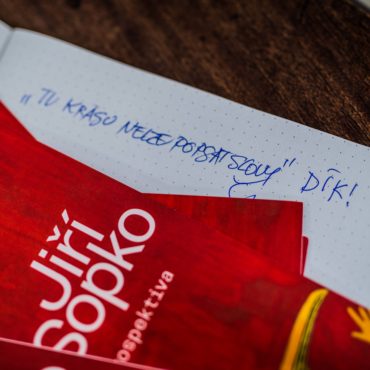 „TU KRÁSU NELZE POPSAT SLOVY" DÍK!
Jiří
Sopko
ospektiva